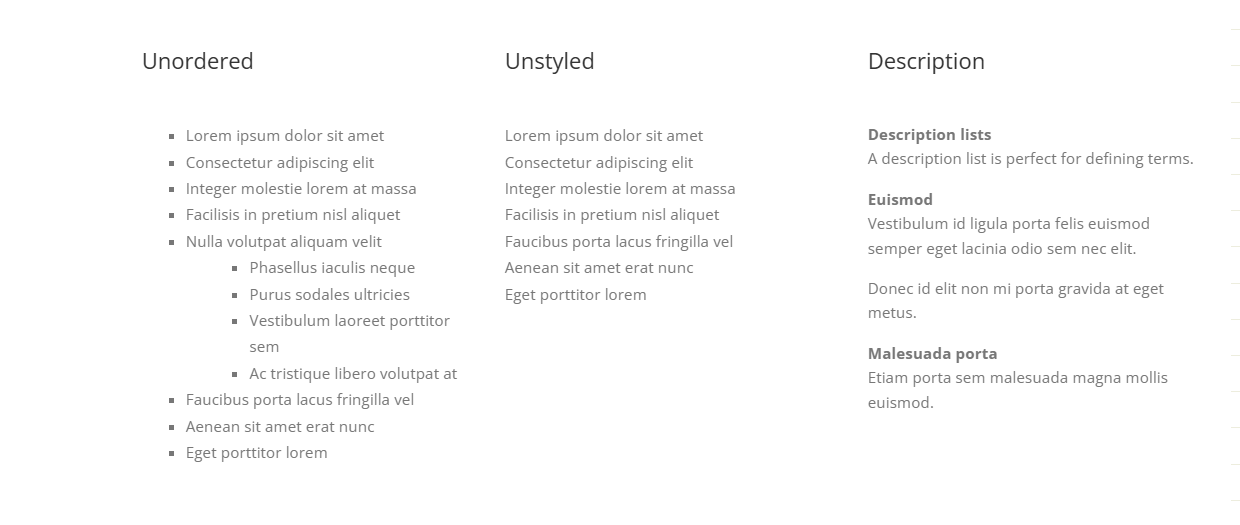 Unordered
Lorem ipsum dolor sit amet
Consectetur adipiscing elit
Integer molestie lorem at massa
Facilisis in pretium nisl aliquet
Nulla volutpat aliquam velit
Phasellus iaculis neque
Purus sodales ultricies
Vestibulum laoreet porttitor
sem
Ac tristique libero volutpat at
Faucibus porta lacus fringilla vel
Aenean sit amet erat nunc
Eget porttitor lorem
Unstyled
Lorem ipsum dolor sit amet
Consectetur adipiscing elit
Integer molestie lorem at massa
Facilisis in pretium nisl aliquet
Faucibus porta lacus fringilla vel
Aenean sit amet erat nunc
Eget porttitor lorem
Description
Description lists
A description list is perfect for defining terms.
Euismod
Vestibulum id ligula porta felis euismod
semper eget lacinia odio sem nec elit.
Donec id elit non mi porta gravida at eget
metus.
Malesuada porta
Etiam porta sem malesuada magna mollis
euismod.